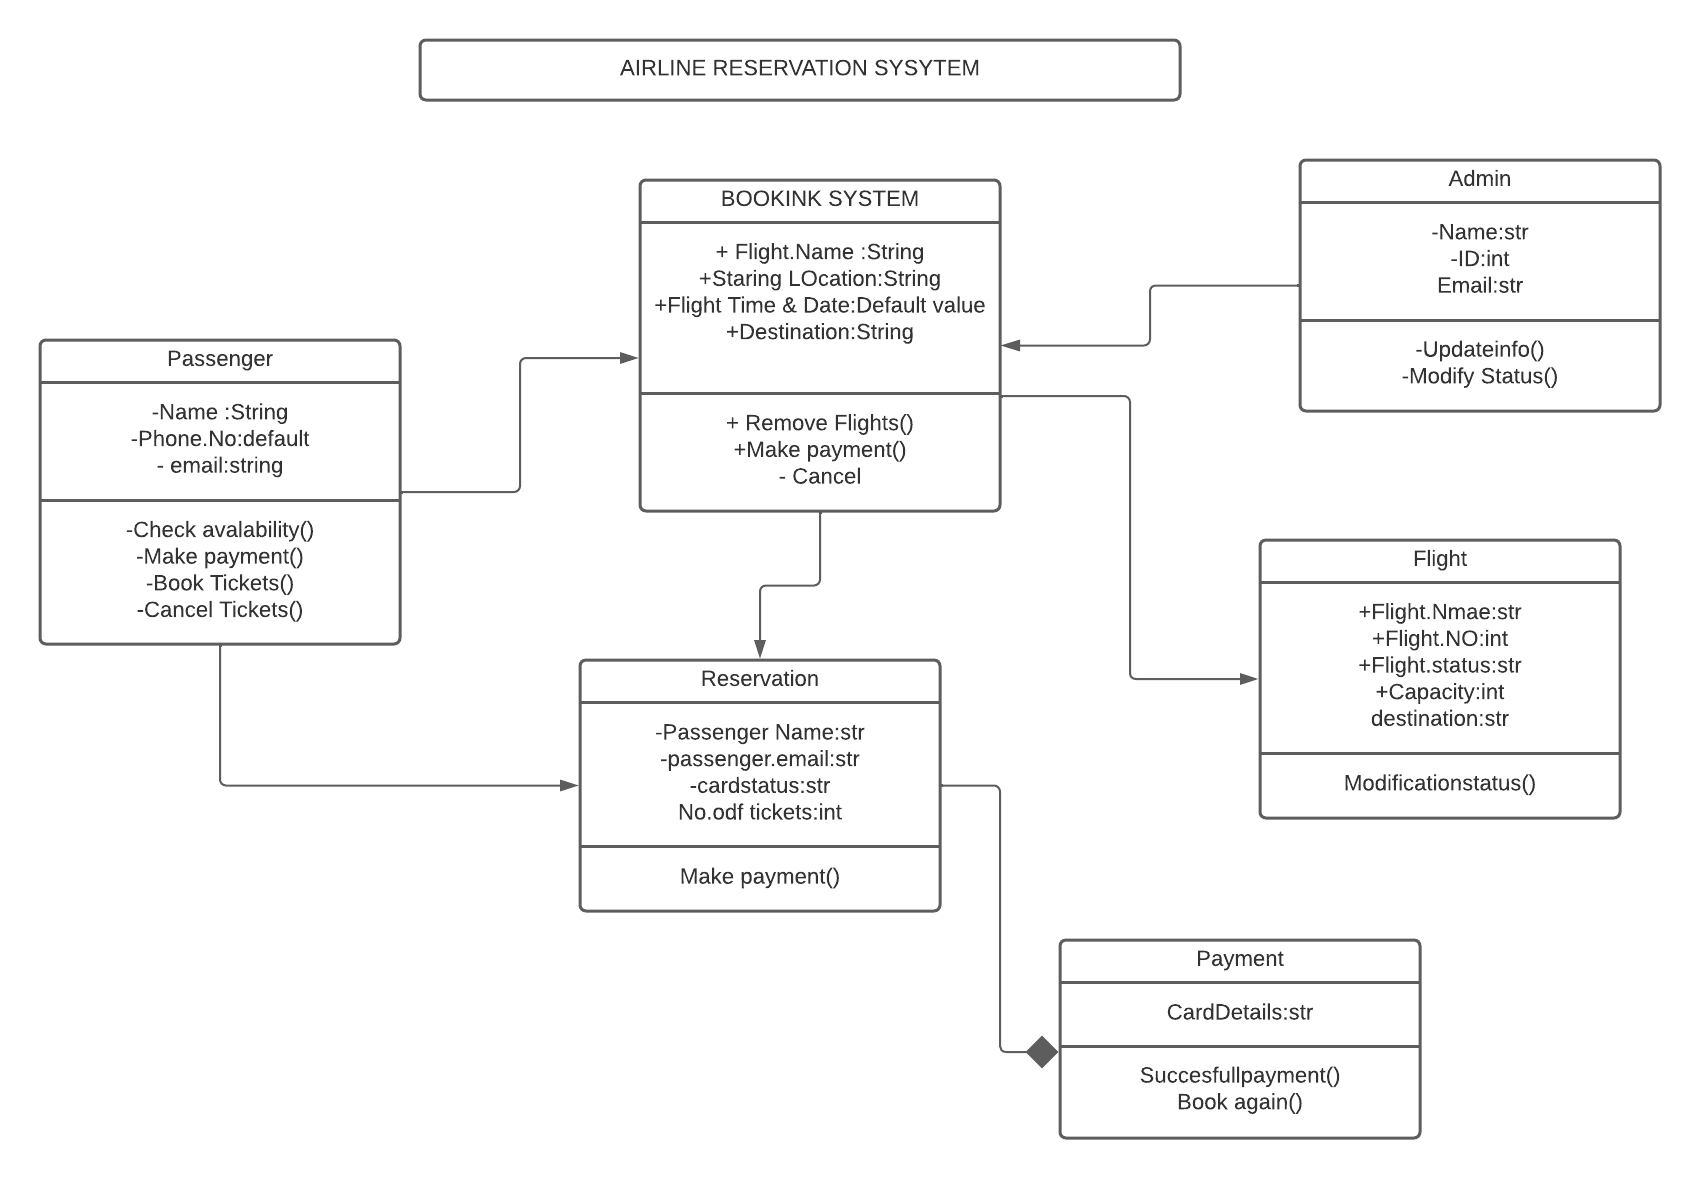 AIRLINE RESERVATION SYSYTEM
BOOKINK SYSTEM
+ Flight.Name :String
+Staring LOcation:String
+Flight Time & Date:Default value
+Destination:String
+ Remove Flights()
+Make payment()
- Cancel
Admin
-Name:str
-ID:int
Email:str
-Updateinfo()
-Modify Status()
Passenger
-Name :String
-Phone.No:default
- email:string
-Check avalability()
-Make payment()
-Book Tickets()
-Cancel Tickets()
Flight
+Flight.Nmae:str
+Flight.NO:int
+Flight.status:str
+Capacity:int
destination:str
Modificationstatus()
Reservation
-Passenger Name:str
-passenger.email:str
-cardstatus:str
No.odf tickets:int
Make payment()
Payment
CardDetails:str
Succesfullpayment()
Book again()